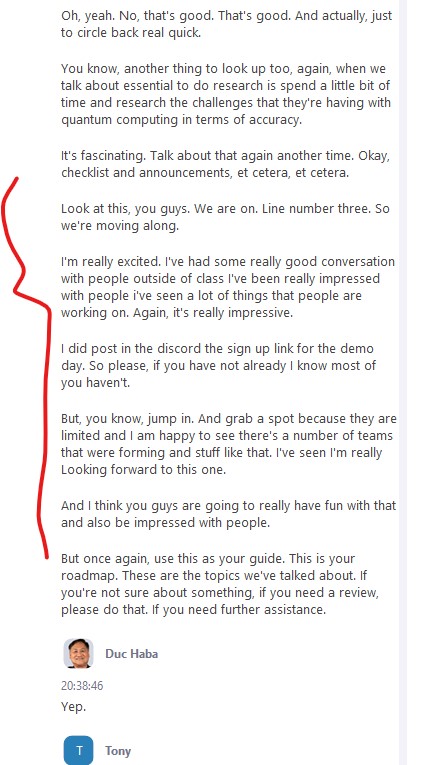 Oh, yeah. No, that's good. That's good. And actually, just
to circle back real quick.
You know, another thing to look up too, again, when we
talk about essential to do research is spend a little bit of
time and research the challenges that they're having with
quantum computing in terms of accuracy.
It's fascinating. Talk about that again another time. Okay,
checklist and announcements, et cetera, et cetera.
Look at this, you guys. We are on. Line number three. So
we're moving along.
I'm really excited. I've had some really good conversation
with people outside of class I've been really impressed
with people i've seen a lot of things that people are
working on. Again, it's really impressive.
I did post in the discord the sign up link for the demo
day. So please, if you have not already I know most of
you haven't.
But, you know, jump in. And grab a spot because they are
limited and I am happy to see there's a number of teams
that were forming and stuff like that. I've seen I'm really
Looking forward to this one.
And I think you guys are going to really have fun with that
and also be impressed with people.
But once again, use this as your guide. This is your
roadmap. These are the topics we've talked about. If
you're not sure about something, if you need a review,
please do that. If you need further assistance.
Duc Haba
20:38:46
Yep.
T Tony